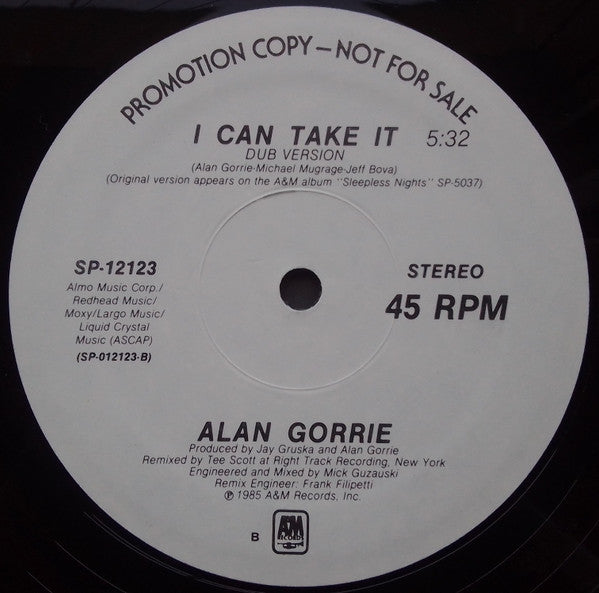 PROMOTION COPY — NOT FOR SALE
I CAN TAKE IT 5:32
DUB VERSION
(Alan Gorrie-Michael Mugrage-Jeff Bova)
(Original version appears on the A&M album "Sleepless Nights" SP-5037)
SP-12123
Almo Music Corp./
Redhead Music/
Moxy/Largo Music/
Liquid Crystal
Music (ASCAP)
(SP-012123-B)
STEREO
45 RPM
ALAN GORRIE
Produced by Jay Gruska and Alan Gorrie
Remixed by Tee Scott at Right Track Recording, New York
Engineered and Mixed by Mick Guzauski
Remix Engineer: Frank Filipetti
℗ 1985 A&M Records, Inc.
B
A&M
RECORDS